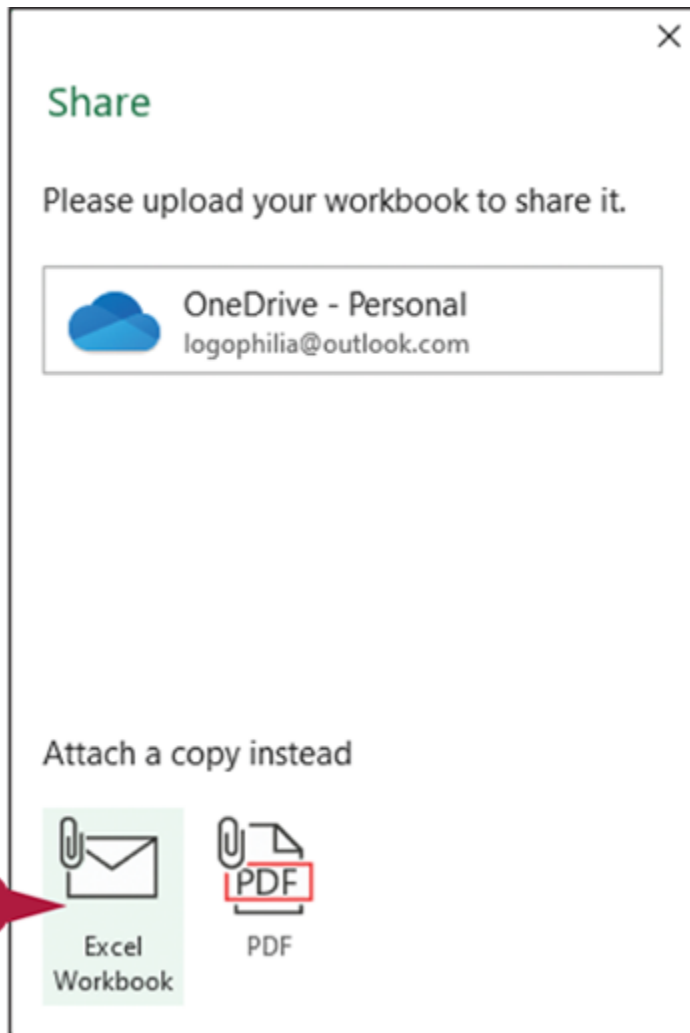 Share
Please upload your workbook to share it.
OneDrive - Personal
logophilia@outlook.com
Attach a copy instead
PDF
Excel
Workbook
PDF